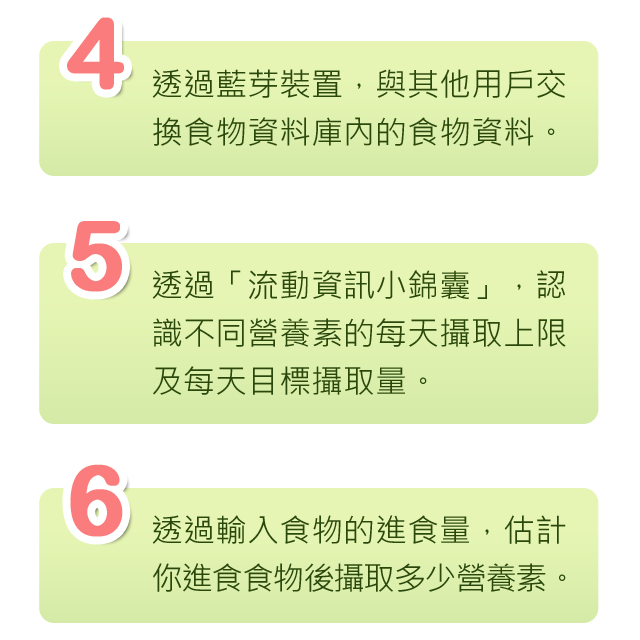 4
透過藍芽裝置，與其他用戶交
換食物資料庫內的食物資料。
5
透過「流動資訊小錦囊」，認
識不同營養素的每天攝取上限
及每天目標攝取量。
6
透過輸入食物的進食量，估計
你進食食物後攝取多少營養素。